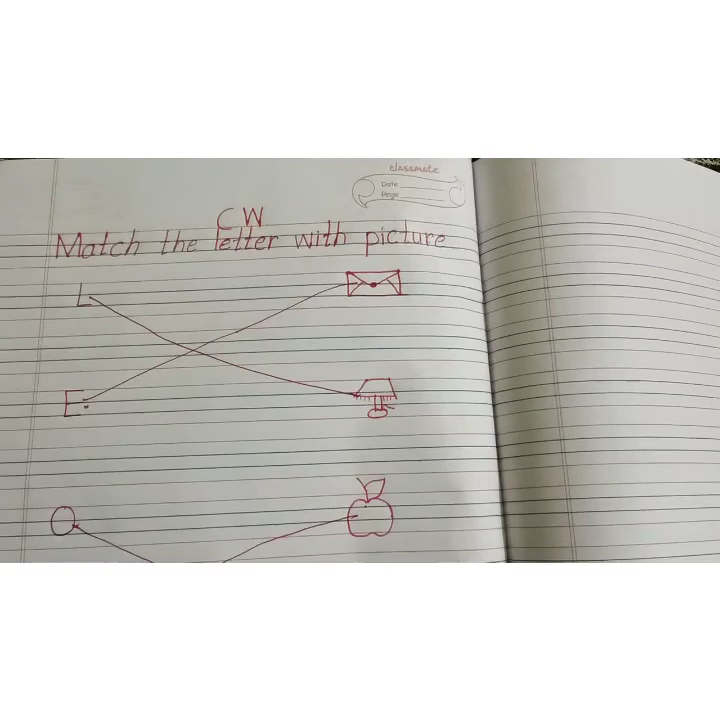 classmate
Date
Page
CW
Match the letter with picture
L
E
O